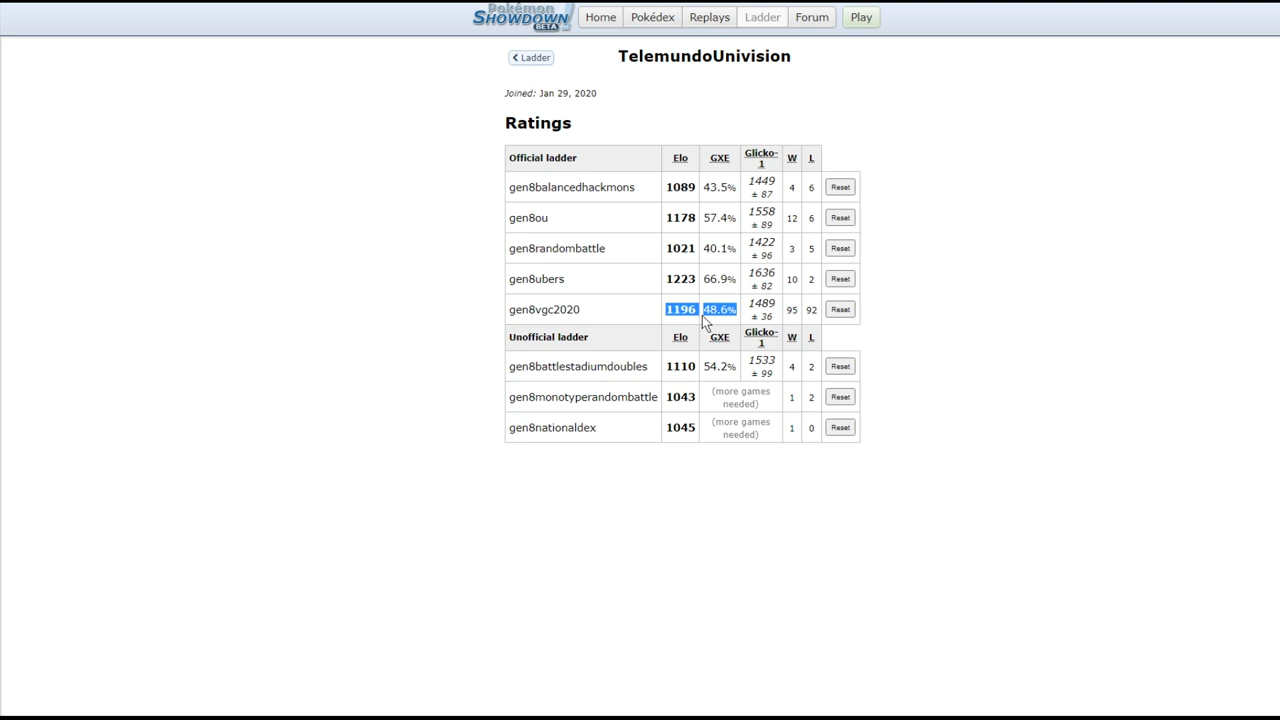 Pokémon
SHOWDOWN!
BETA
Home Pokédex Replays Ladder Forum Play
Ladder
TelemundoUnivision
Joined: Jan 29, 2020
Ratings
Official ladder Elo GXE Glicko-1 W L
gen8balancedhackmons 1089 43.5% 1449 ± 87 4 6 Reset
gen8ou 1178 57.4% 1558 ± 89 12 6 Reset
gen8randombattle 1021 40.1% 1422 ± 96 3 5 Reset
gen8ubers 1223 66.9% 1636 ± 82 10 2 Reset
gen8vgc2020 1196 48.6% 1489 ± 36 95 92 Reset
Unofficial ladder Elo GXE Glicko-1 W L
gen8battlestadiumdoubles 1110 54.2% 1533 ± 99 4 2 Reset
gen8monotyperandombattle 1043 (more games needed) 1 2 Reset
gen8nationaldex 1045 (more games needed) 1 0 Reset